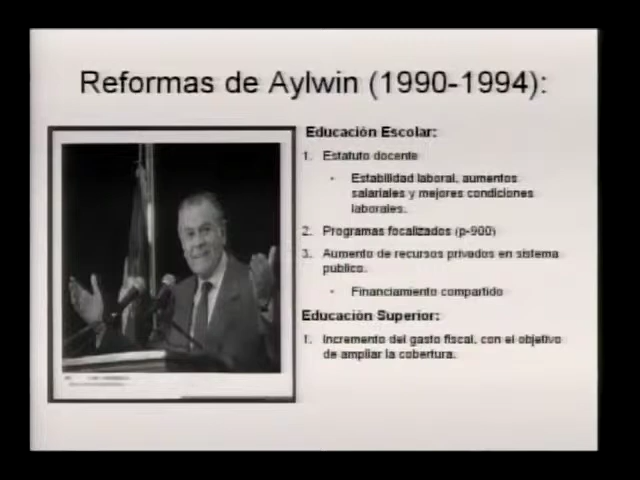 Reformas de Aylwin (1990-1994):
Educación Escolar:
1. Estatuto docente
• Estabilidad laboral, aumentos
salariales y mejores condiciones
laborales.
2. Programas focalizados (p-900)
3. Aumento de recursos privados en sistema
publico.
• Financiamiento compartido
Educación Superior:
1. Incremento del gasto fiscal, con el objetivo
de ampliar la cobertura.